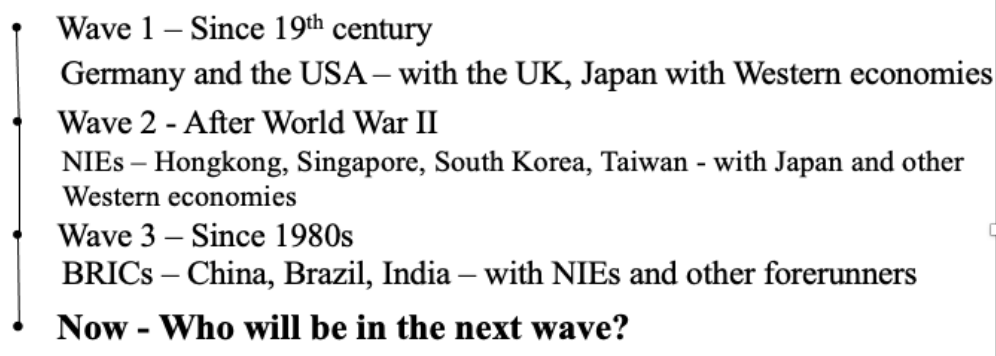 Wave 1 – Since 19th century
Germany and the USA – with the UK, Japan with Western economies
Wave 2 - After World War II
NIEs – Hongkong, Singapore, South Korea, Taiwan - with Japan and other
Western economies
Wave 3 – Since 1980s
BRICs – China, Brazil, India – with NIEs and other forerunners
Now - Who will be in the next wave?